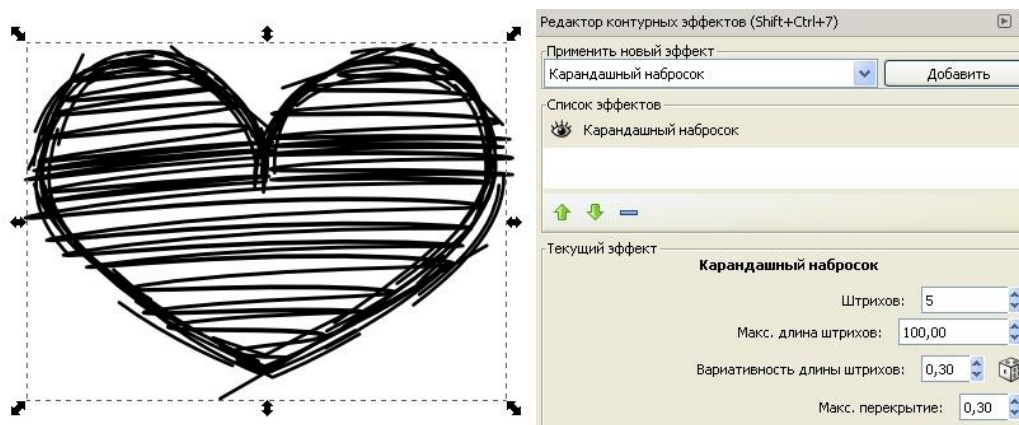 Редактор контурных эффектов (Shift+Ctrl+7)
Применить новый эффект
Карандашный набросок
Добавить
Список эффектов
Карандашный набросок
Текущий эффект
Карандашный набросок
Штрихов: 5
Макс. длина штрихов: 100,00
Вариативность длины штрихов: 0,30
Макс. перекрытие: 0,30